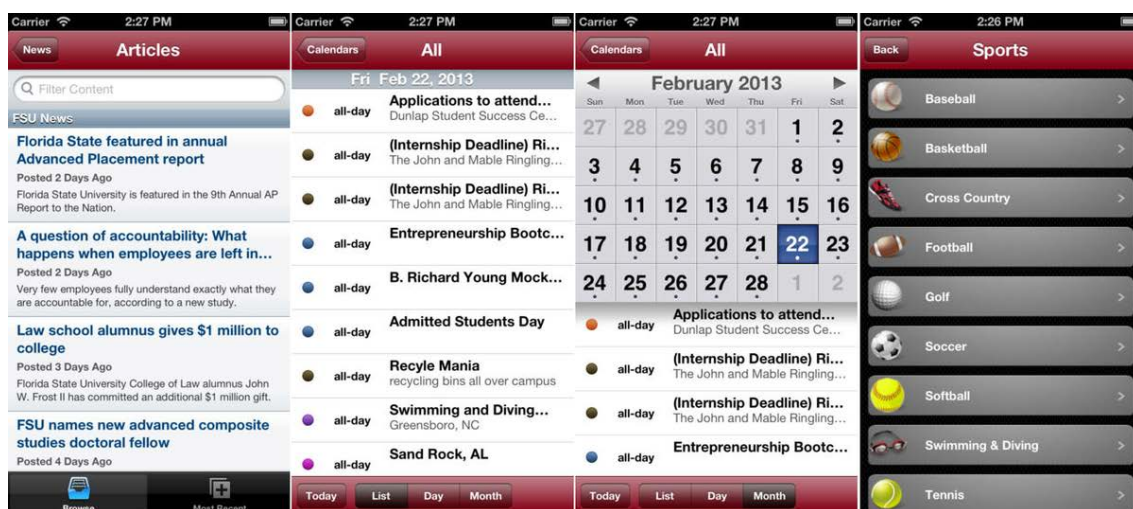 Carrier 2:27 PM
News Articles
Filter Content
FSU News
Florida State featured in annual
Advanced Placement report
Posted 2 Days Ago
Florida State University is featured in the 9th Annual AP
Report to the Nation.
A question of accountability: What
happens when employees are left in...
Posted 2 Days Ago
Very few employees fully understand exactly what they
are accountable for, according to a new study.
Law school alumnus gives $1 million to
college
Posted 3 Days Ago
Florida State University College of Law alumnus John
W. Frost II has committed an additional $1 million gift.
FSU names new advanced composite
studies doctoral fellow
Posted 4 Days Ago
Browse Most Recent
Carrier 2:27 PM
Calendars All
Fri Feb 22, 2013
all-day Applications to attend...
Dunlap Student Success Ce...
all-day (Internship Deadline) Ri...
The John and Mable Ringling...
all-day (Internship Deadline) Ri...
The John and Mable Ringling...
all-day Entrepreneurship Bootc...
all-day B. Richard Young Mock...
all-day Admitted Students Day
all-day Recyle Mania
recycling bins all over campus
all-day Swimming and Diving...
Greensboro, NC
all-day Sand Rock, AL
Today List Day Month
Carrier 2:27 PM
Calendars All
February 2013
Sun Mon Tue Wed Thu Fri Sat
27 28 29 30 31 1 2
3 4 5 6 7 8 9
10 11 12 13 14 15 16
17 18 19 20 21 22 23
24 25 26 27 28 1 2
all-day Applications to attend...
Dunlap Student Success Ce...
all-day (Internship Deadline) Ri...
The John and Mable Ringling...
all-day (Internship Deadline) Ri...
The John and Mable Ringling...
all-day Entrepreneurship Bootc...
Today List Day Month
Carrier 2:26 PM
Back Sports
Baseball
Basketball
Cross Country
Football
Golf
Soccer
Softball
Swimming & Diving
Tennis